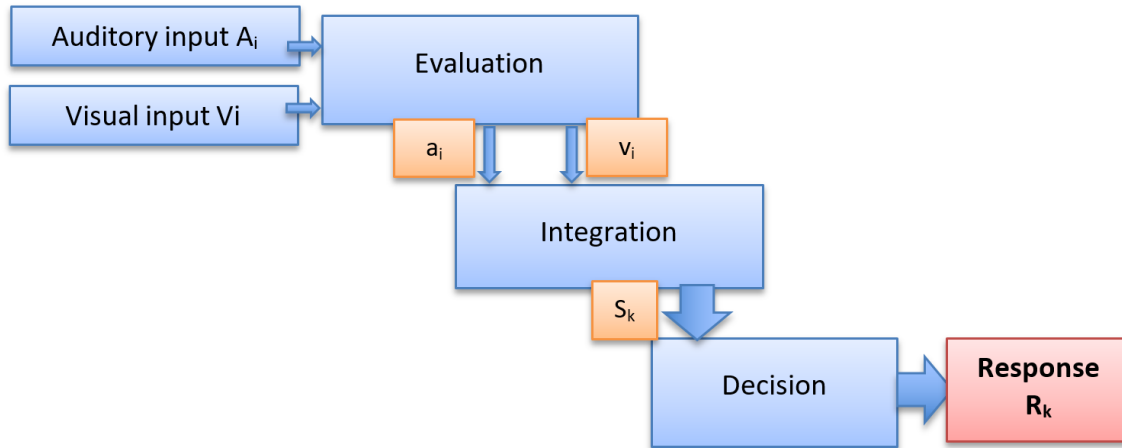 Auditory input Aᵢ
Evaluation
Visual input Vi
aᵢ
vᵢ
Integration
Sₖ
Decision
Response
Rₖ